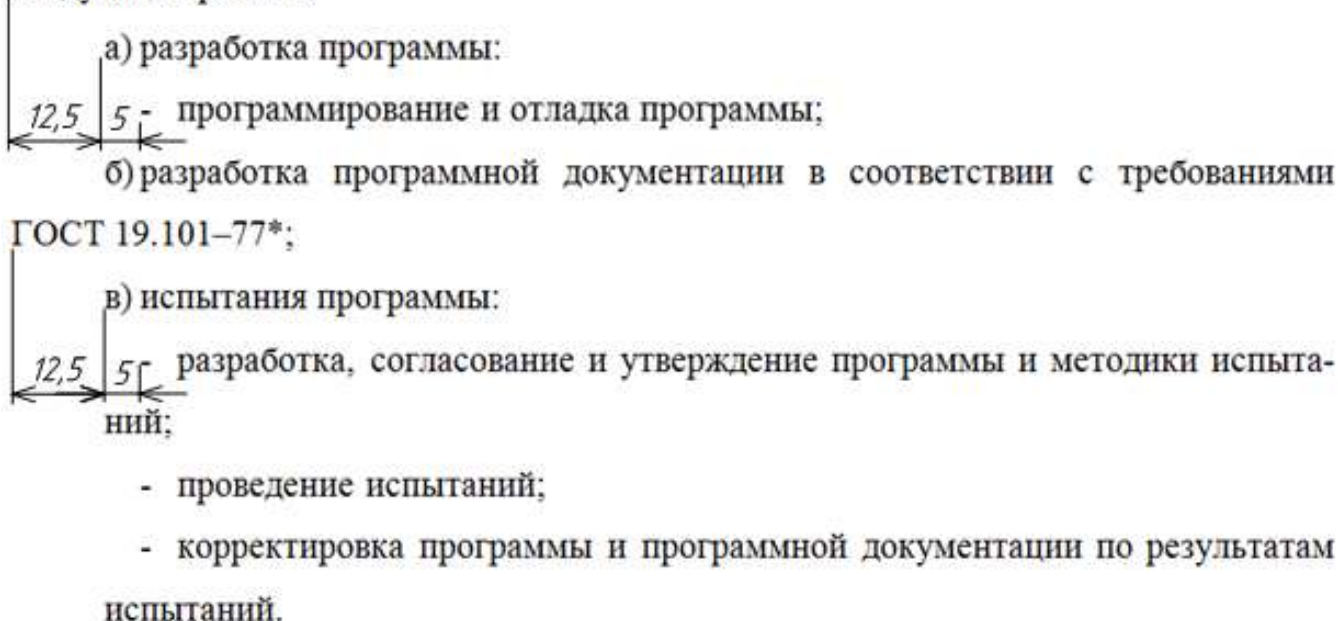 а) разработка программы:
12,5 5 - программирование и отладка программы;
б) разработка программной документации в соответствии с требованиями
ГОСТ 19.101–77*;
в) испытания программы:
12,5 5 - разработка, согласование и утверждение программы и методики испыта-
ний;
- проведение испытаний;
- корректировка программы и программной документации по результатам
испытаний.